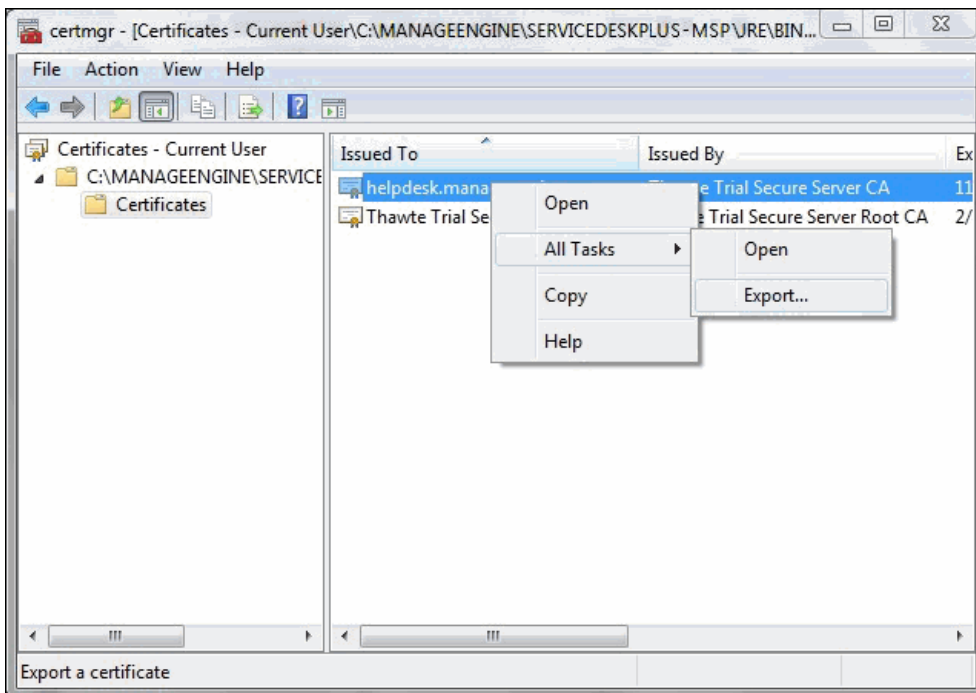 certmgr - [Certificates - Current User\C:\MANAGEENGINE\SERVICEDESKPLUS-MSP\JRE\BIN...
File Action View Help
Certificates - Current User
C:\MANAGEENGINE\SERVICE
Certificates
Issued To Issued By Ex
helpdesk.mana e Trial Secure Server CA 11
Thawte Trial Se e Trial Secure Server Root CA 2/
Open
All Tasks
Copy
Help
Open
Export...
Export a certificate